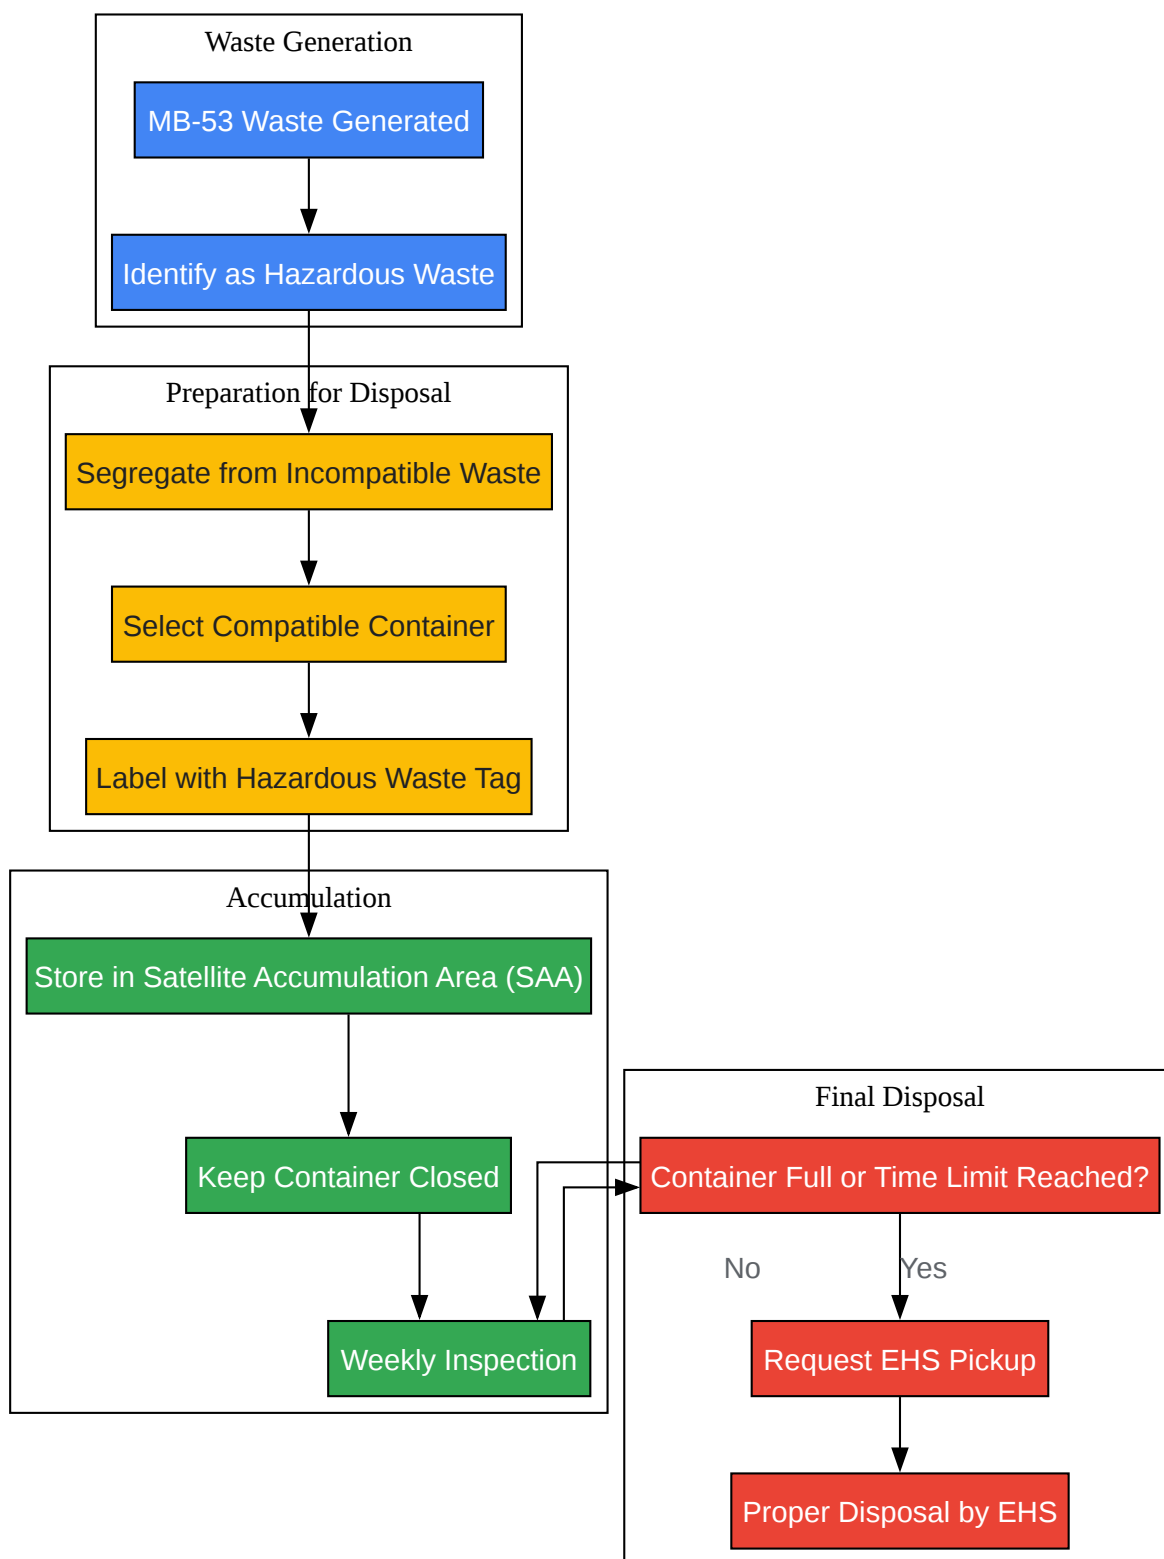 Waste Generation
MB-53 Waste Generated
Identify as Hazardous Waste
Preparation for Disposal
Segregate from Incompatible Waste
Select Compatible Container
Label with Hazardous Waste Tag
Accumulation
Store in Satellite Accumulation Area (SAA)
Keep Container Closed
Weekly Inspection
Final Disposal
Container Full or Time Limit Reached?
No
Yes
Request EHS Pickup
Proper Disposal by EHS